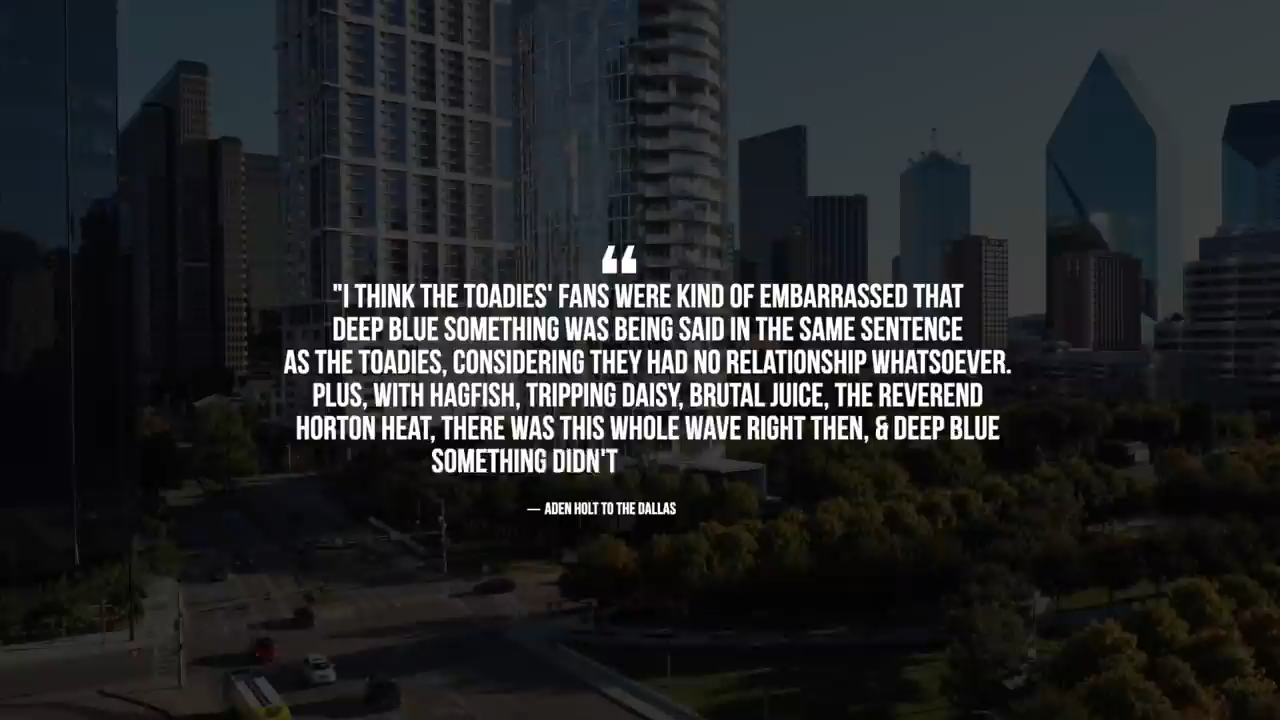 ❝
"I THINK THE TOADIES' FANS WERE KIND OF EMBARRASSED THAT
DEEP BLUE SOMETHING WAS BEING SAID IN THE SAME SENTENCE
AS THE TOADIES, CONSIDERING THEY HAD NO RELATIONSHIP WHATSOEVER.
PLUS, WITH HAGFISH, TRIPPING DAISY, BRUTAL JUICE, THE REVEREND
HORTON HEAT, THERE WAS THIS WHOLE WAVE RIGHT THEN, & DEEP BLUE
SOMETHING DIDN'T
— ADEN HOLT TO THE DALLAS